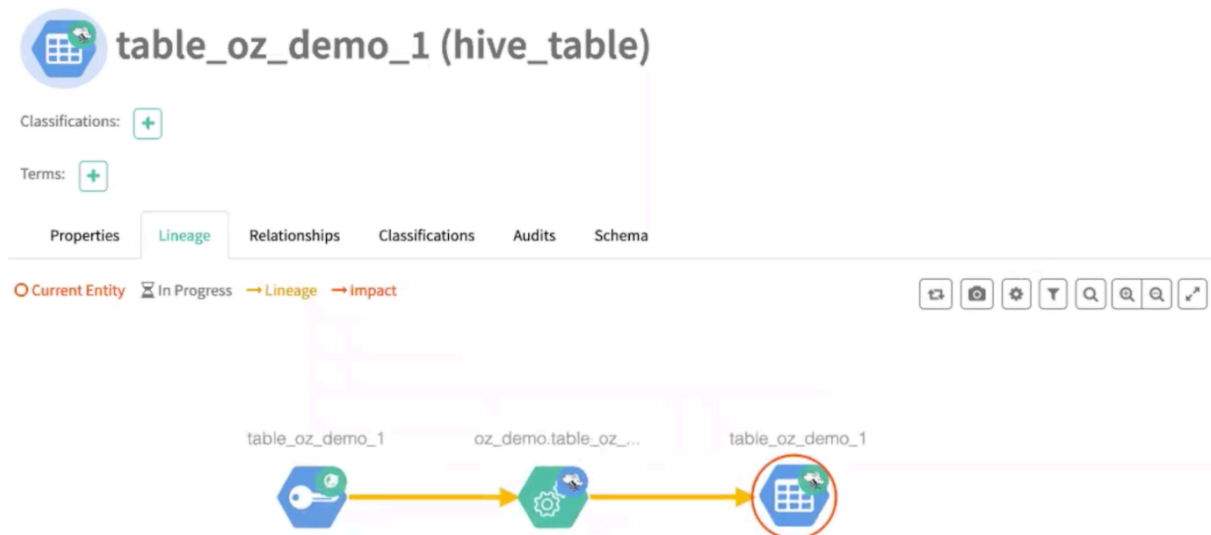 table_oz_demo_1 (hive_table)
Classifications:
Terms:
Properties Lineage Relationships Classifications Audits Schema
Current Entity In Progress Lineage Impact
table_oz_demo_1 oz_demo.table_oz_... table_oz_demo_1